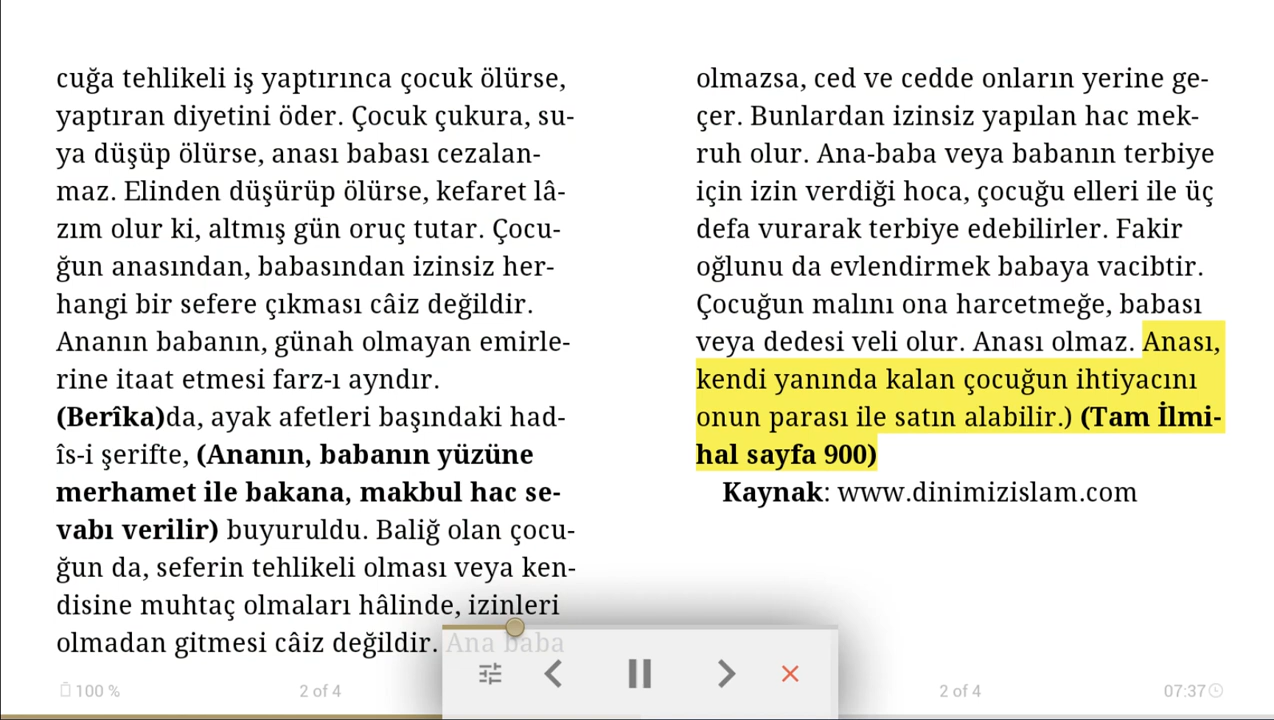 cuğa tehlikeli iş yaptırınca çocuk ölürse,
yaptıran diyetini öder. Çocuk çukura, su-
ya düşüp ölürse, anası babası cezalan-
maz. Elinden düşürüp ölürse, kefaret lâ-
zım olur ki, altmış gün oruç tutar. Çocu-
ğun anasından, babasından izinsiz her-
hangi bir sefere çıkması câiz değildir.
Ananın babanın, günah olmayan emirle-
rine itaat etmesi farz-ı ayndır.
(Berîka)da, ayak afetleri başındaki had-
îs-i şerifte, (Ananın, babanın yüzüne
merhamet ile bakana, makbul hac se-
vabı verilir) buyuruldu. Baliğ olan çocu-
ğun da, seferin tehlikeli olması veya ken-
disine muhtaç olmaları hâlinde, izinleri
olmadan gitmesi câiz değildir. Ana baba
olmazsa, ced ve cedde onların yerine ge-
çer. Bunlardan izinsiz yapılan hac mek-
ruh olur. Ana-baba veya babanın terbiye
için izin verdiği hoca, çocuğu elleri ile üç
defa vurarak terbiye edebilirler. Fakir
oğlunu da evlendirmek babaya vacibtir.
Çocuğun malını ona harcetmeğe, babası
veya dedesi veli olur. Anası olmaz. Anası,
kendi yanında kalan çocuğun ihtiyacını
onun parası ile satın alabilir.) (Tam İlmi-
hal sayfa 900)
Kaynak: www.dinimizislam.com
100 %
2 of 4
2 of 4
07:37